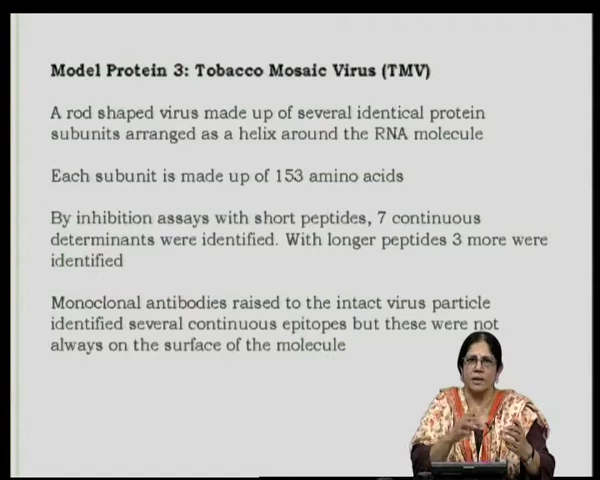 Model Protein 3: Tobacco Mosaic Virus (TMV)
A rod shaped virus made up of several identical protein
subunits arranged as a helix around the RNA molecule
Each subunit is made up of 153 amino acids
By inhibition assays with short peptides, 7 continuous
determinants were identified. With longer peptides 3 more were
identified
Monoclonal antibodies raised to the intact virus particle
identified several continuous epitopes but these were not
always on the surface of the molecule